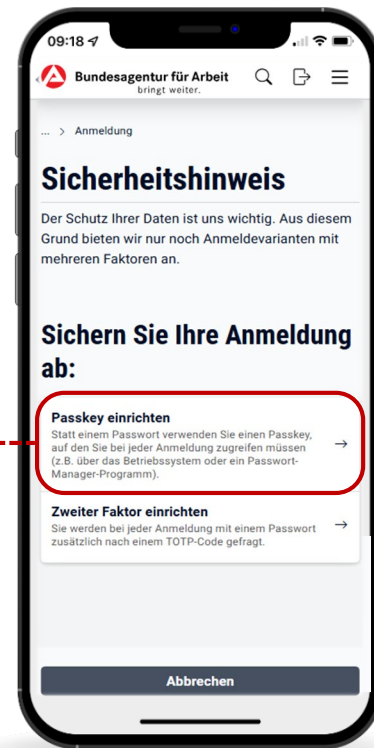 09:18
Bundesagentur für Arbeit
bringt weiter.
... > Anmeldung
Sicherheitshinweis
Der Schutz Ihrer Daten ist uns wichtig. Aus diesem
Grund bieten wir nur noch Anmeldevarianten mit
mehreren Faktoren an.
Sichern Sie Ihre Anmeldung
ab:
Passkey einrichten
Statt einem Passwort verwenden Sie einen Passkey,
auf den Sie bei jeder Anmeldung zugreifen müssen
(z.B. über das Betriebssystem oder ein Passwort-
Manager-Programm).
Zweiter Faktor einrichten
Sie werden bei jeder Anmeldung mit einem Passwort
zusätzlich nach einem TOTP-Code gefragt.
Abbrechen